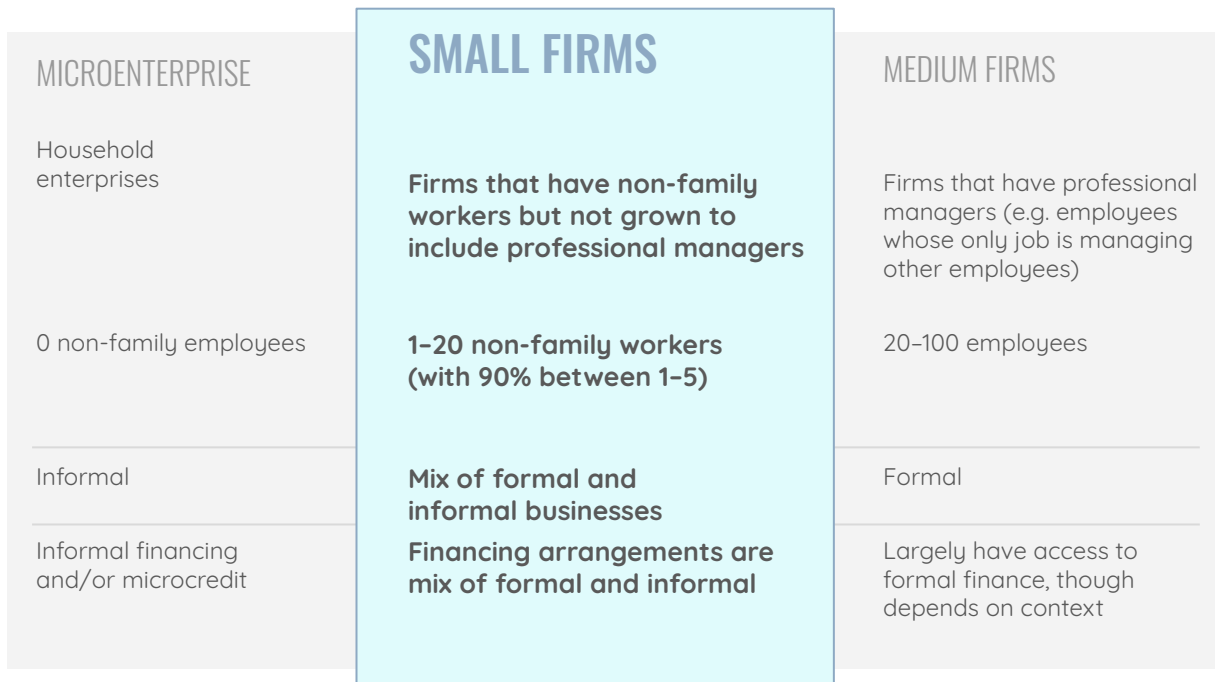 MICROENTERPRISE
Household
enterprises
0 non-family employees
Informal
Informal financing
and/or microcredit
SMALL FIRMS
Firms that have non-family
workers but not grown to
include professional managers
1–20 non-family workers
(with 90% between 1–5)
Mix of formal and
informal businesses
Financing arrangements are
mix of formal and informal
MEDIUM FIRMS
Firms that have professional
managers (e.g. employees
whose only job is managing
other employees)
20–100 employees
Formal
Largely have access to
formal finance, though
depends on context